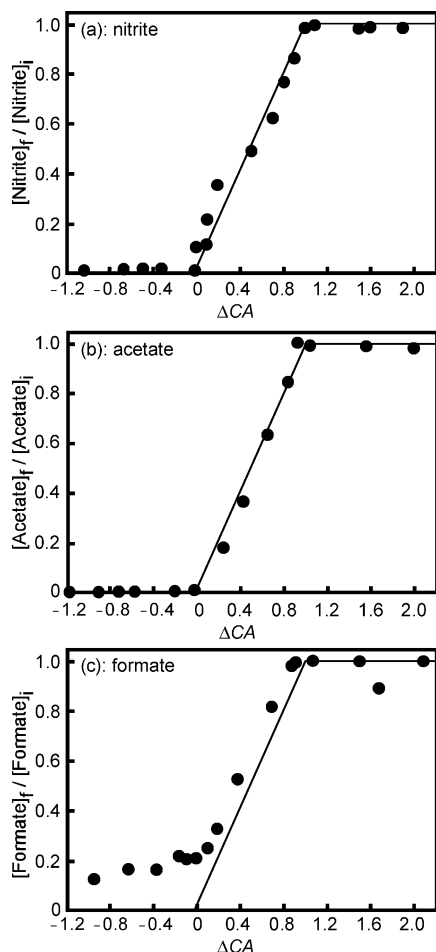 (a): nitrite
[Nitrite]f / [Nitrite]i
1.0
0.8
0.6
0.4
0.2
0
−1.2 −0.8 −0.4 0 0.4 0.8 1.2 1.6 2.0
ΔCA
(b): acetate
[Acetate]f / [Acetate]i
1.0
0.8
0.6
0.4
0.2
0
−1.2 −0.8 −0.4 0 0.4 0.8 1.2 1.6 2.0
ΔCA
(c): formate
[Formate]f / [Formate]i
1.0
0.8
0.6
0.4
0.2
0
−1.2 −0.8 −0.4 0 0.4 0.8 1.2 1.6 2.0
ΔCA